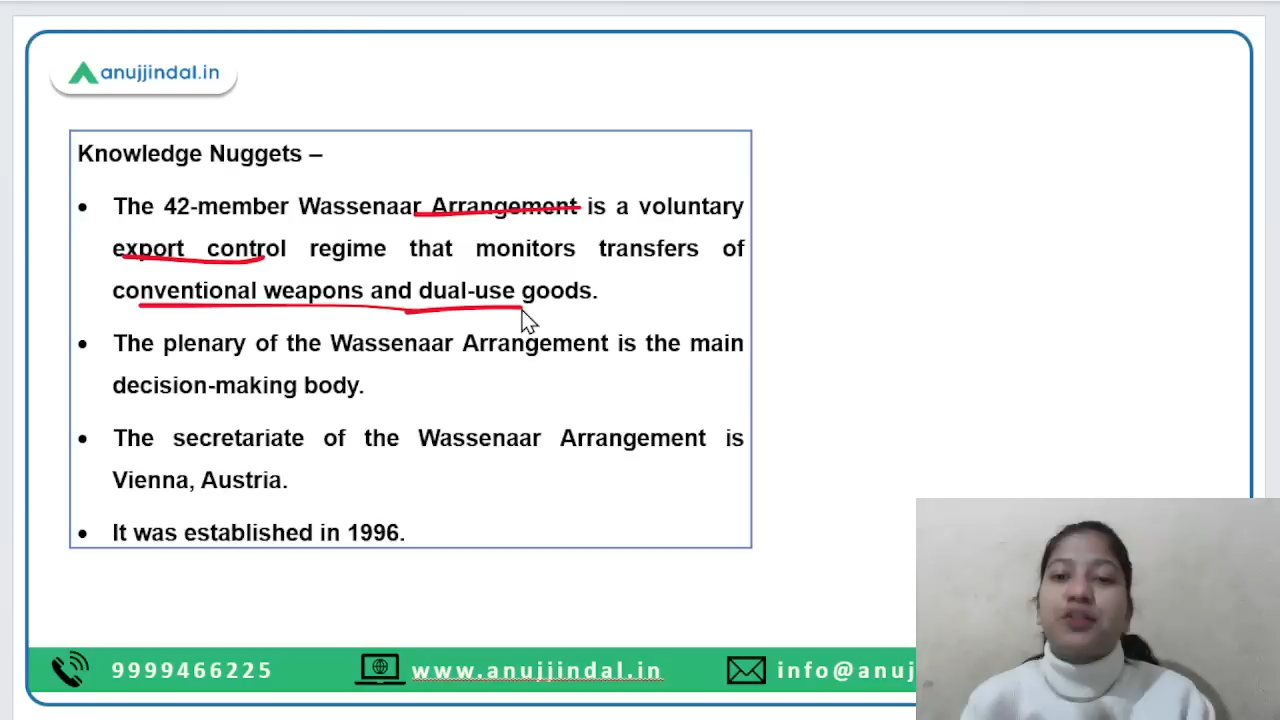 anujjindal.in
Knowledge Nuggets –
• The 42-member Wassenaar Arrangement is a voluntary
export control regime that monitors transfers of
conventional weapons and dual-use goods.
• The plenary of the Wassenaar Arrangement is the main
decision-making body.
• The secretariate of the Wassenaar Arrangement is
Vienna, Austria.
• It was established in 1996.
9999466225 www.anujjindal.in info@anuj